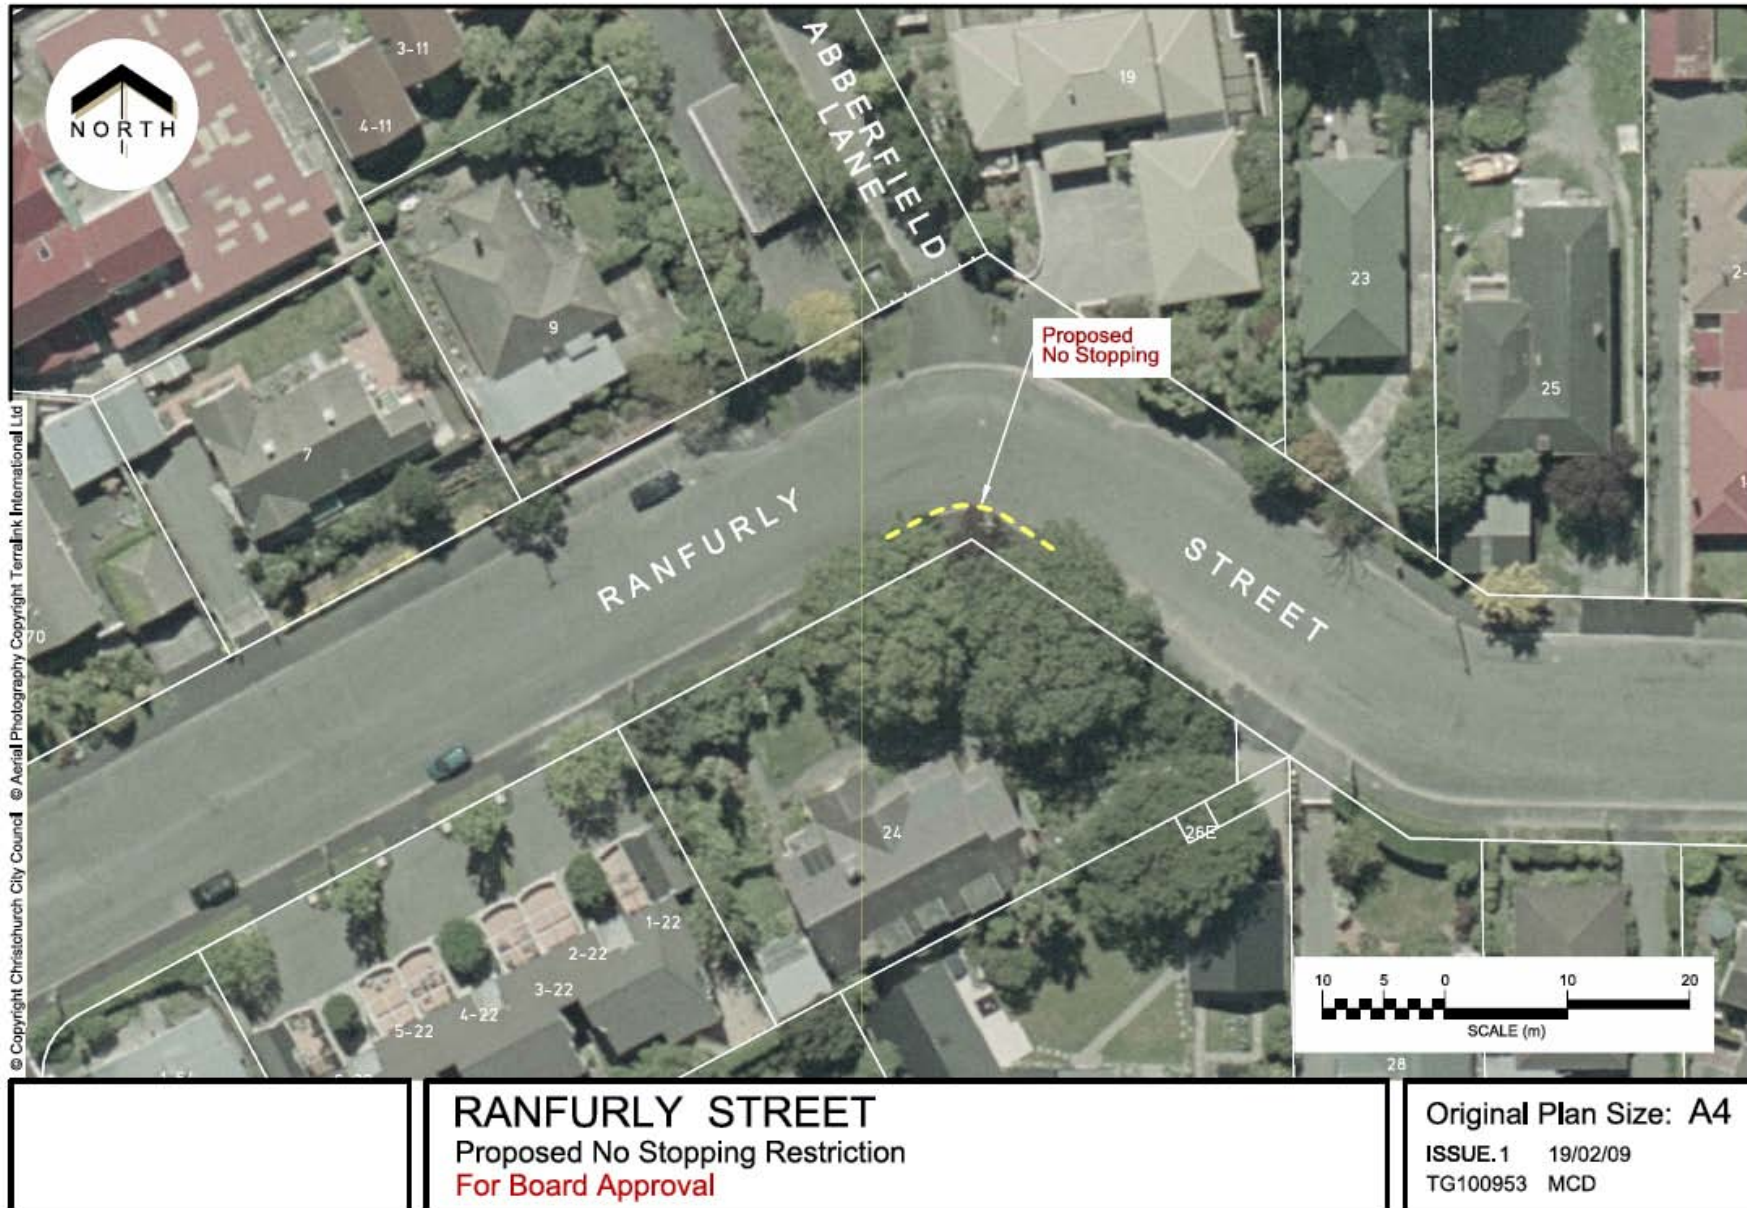 NORTH
3-11
4-11
ABBERFIELD
LANE
19
9
23
2-
Proposed
No Stopping
25
7
RANFURLY
STREET
70
24
26E
1-22
2-22
3-22
4-22
5-22
28
10 5 0 10 20
SCALE (m)
© Copyright Christchurch City Council © Aerial Photography Copyright Terralink International Ltd
RANFURLY STREET
Proposed No Stopping Restriction
For Board Approval
Original Plan Size: A4
ISSUE.1 19/02/09
TG100953 MCD